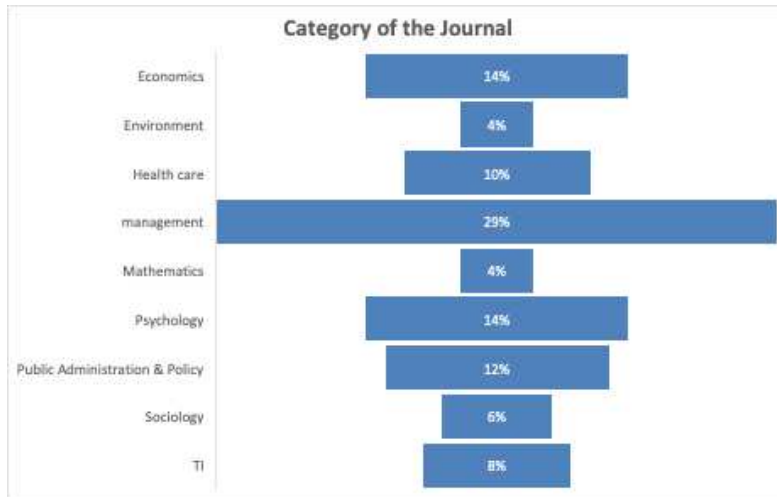 Category of the Journal
Economics 14%
Environment 4%
Health care 10%
management 29%
Mathematics 4%
Psychology 14%
Public Administration & Policy 12%
Sociology 6%
TI 8%